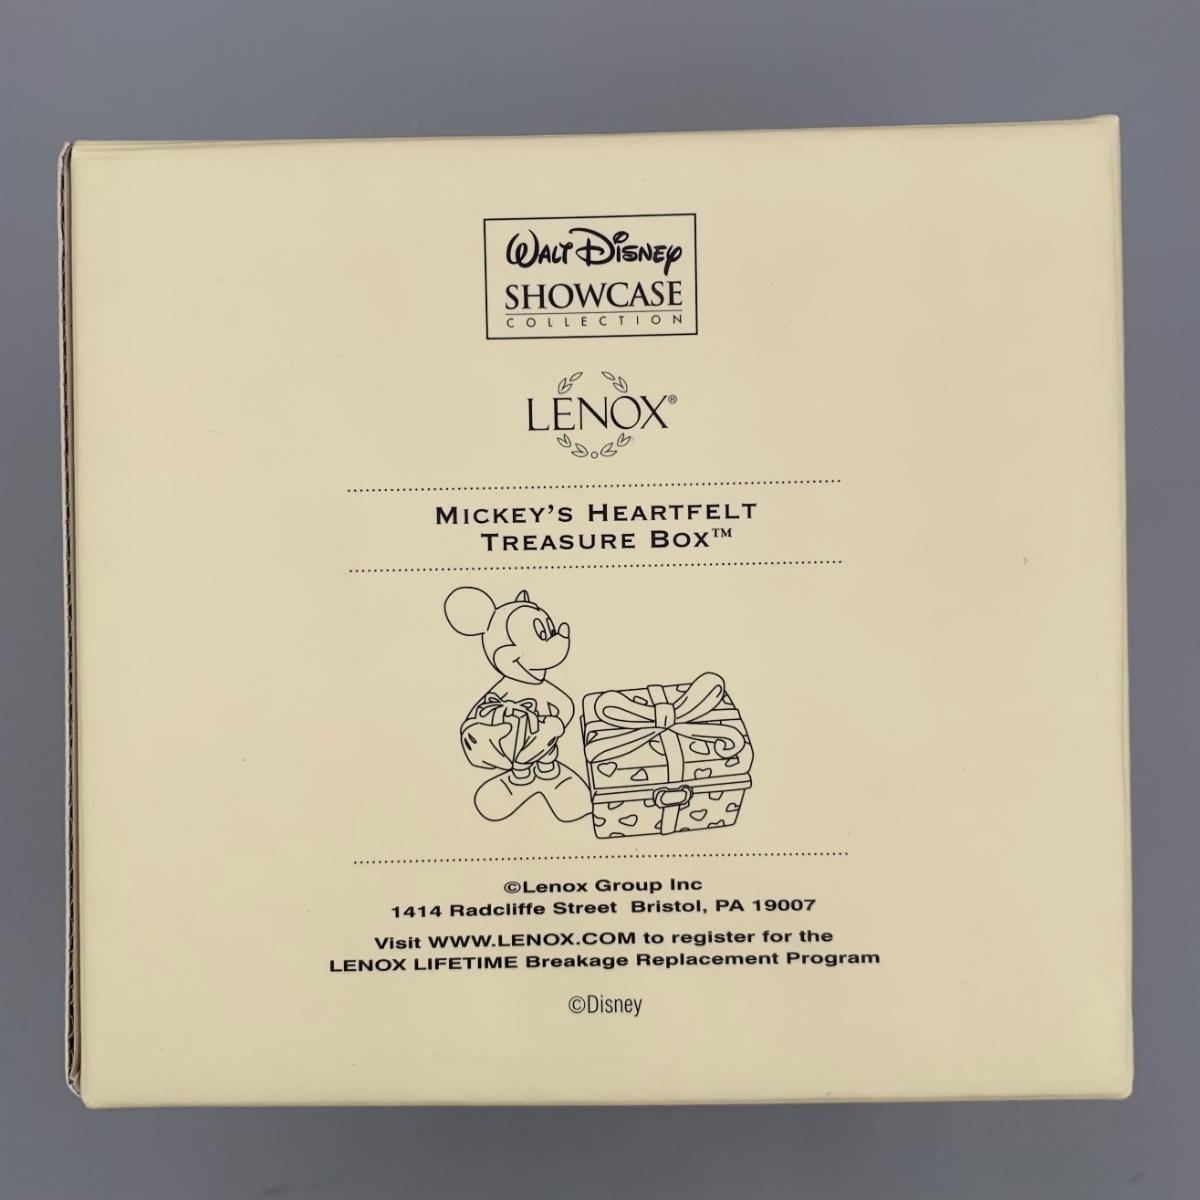 WALT DISNEY
SHOWCASE
COLLECTION
LENOX®
MICKEY'S HEARTFELT
TREASURE BOX™
©Lenox Group Inc
1414 Radcliffe Street Bristol, PA 19007
Visit WWW.LENOX.COM to register for the
LENOX LIFETIME Breakage Replacement Program
©Disney